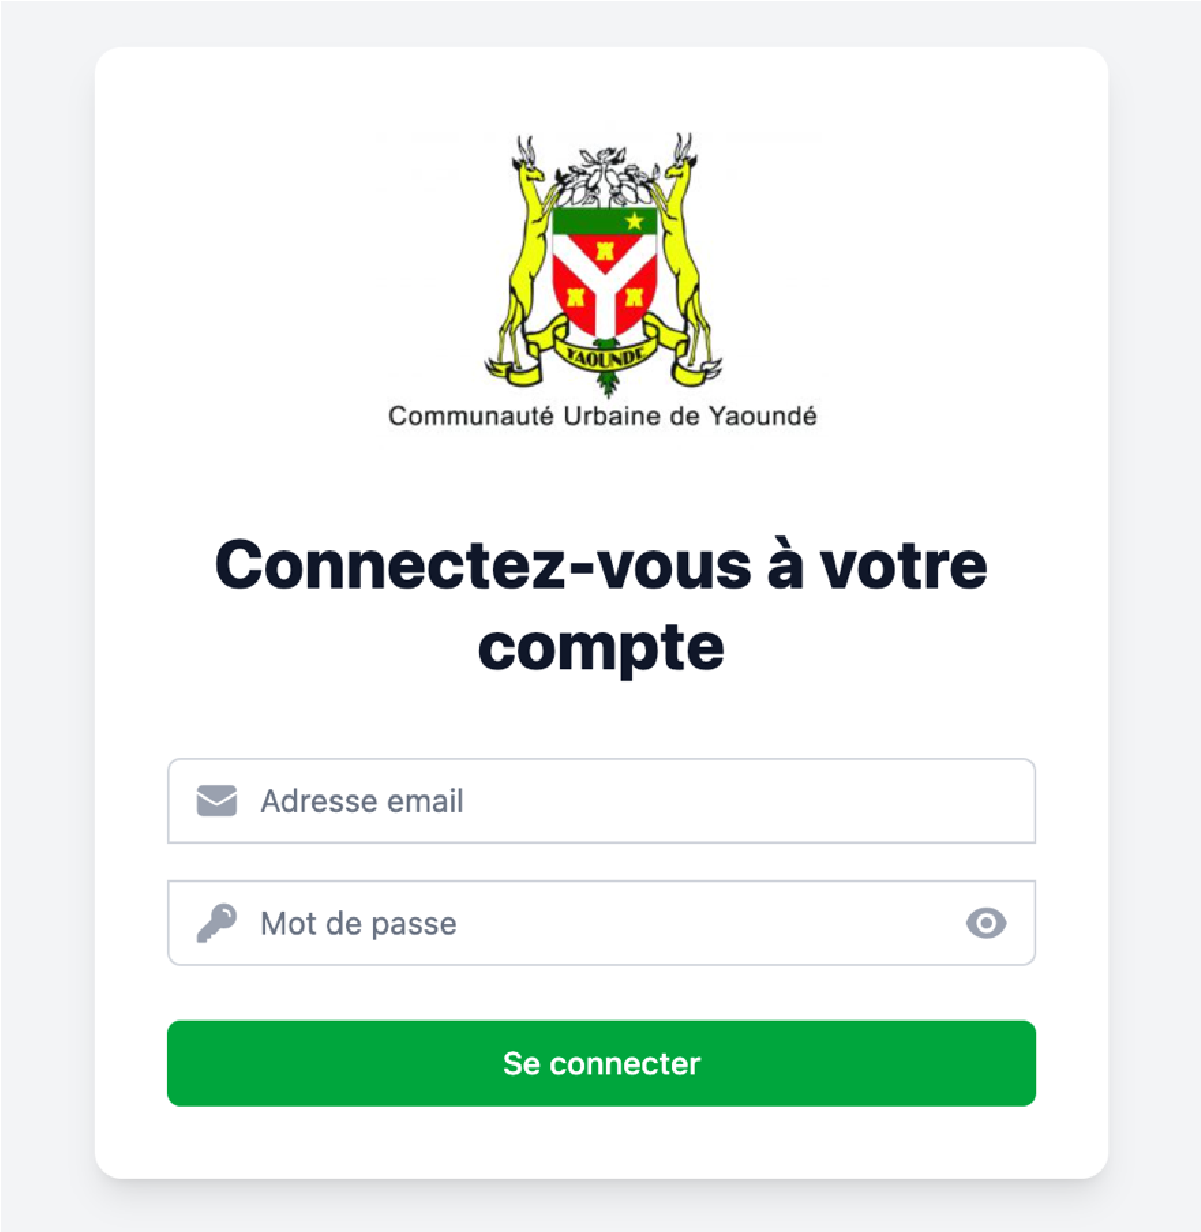 YAOUNDE
Communauté Urbaine de Yaoundé
Connectez-vous à votre
compte
Adresse email
Mot de passe
Se connecter